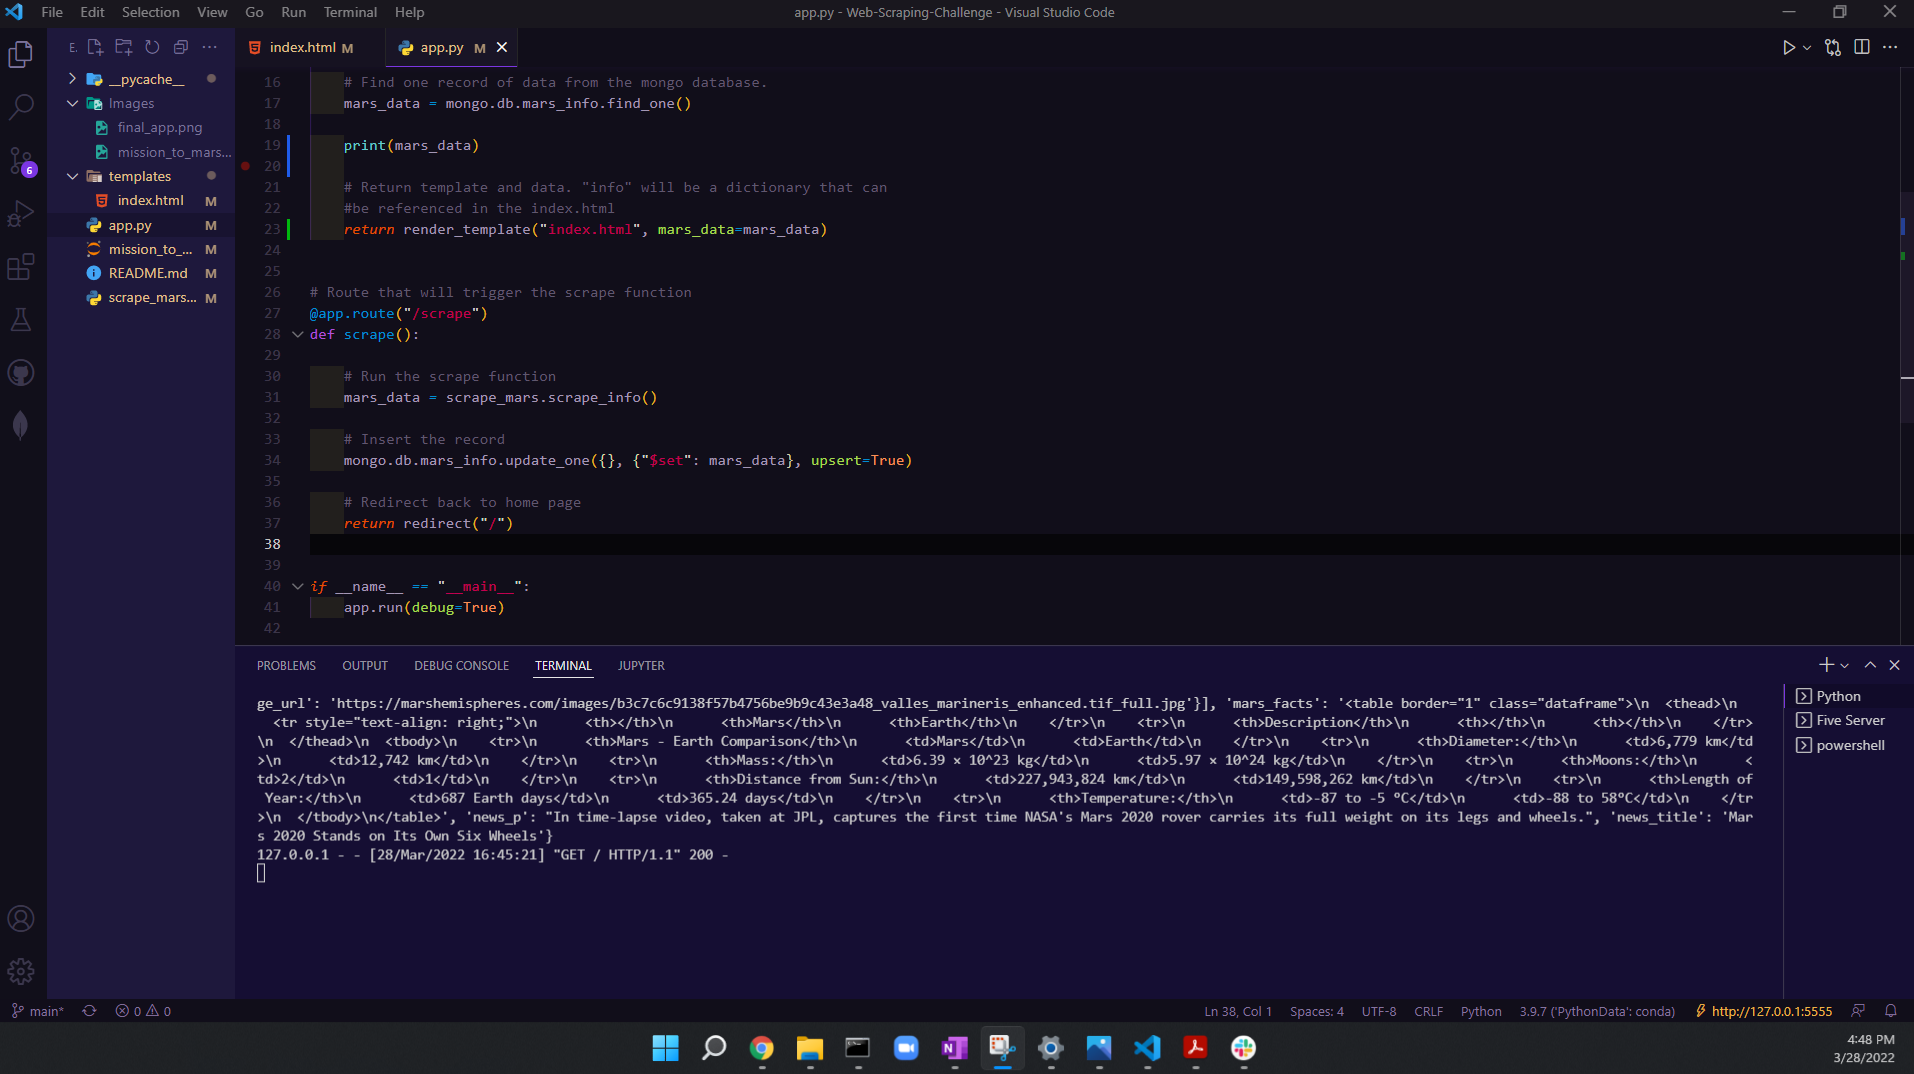 File Edit Selection View Go Run Terminal Help
app.py - Web-Scraping-Challenge - Visual Studio Code
E.
__pycache__
Images
final_app.png
mission_to_mars...
templates
index.html M
app.py M
mission_to_... M
README.md M
scrape_mars... M
6
index.html M
app.py M
16 # Find one record of data from the mongo database.
17 mars_data = mongo.db.mars_info.find_one()
18
19 print(mars_data)
20
21 # Return template and data. "info" will be a dictionary that can
22 #be referenced in the index.html
23 return render_template("index.html", mars_data=mars_data)
24
25
26 # Route that will trigger the scrape function
27 @app.route("/scrape")
28 def scrape():
29
30 # Run the scrape function
31 mars_data = scrape_mars.scrape_info()
32
33 # Insert the record
34 mongo.db.mars_info.update_one({}, {"$set": mars_data}, upsert=True)
35
36 # Redirect back to home page
37 return redirect("/")
38
39
40 if __name__ == "__main__":
41 app.run(debug=True)
42
PROBLEMS OUTPUT DEBUG CONSOLE TERMINAL JUPYTER
ge_url': 'https://marshemispheres.com/images/b3c7c6c9138f57b4756be9b9c43e3a48_valles_marineris_enhanced.tif_full.jpg'}], 'mars_facts': '<table border="1" class="dataframe">\n  <thead>\n
<tr style="text-align: right;">\n      <th></th>\n      <th>Mars</th>\n      <th>Earth</th>\n    </tr>\n    <tr>\n      <th>Description</th>\n      <th></th>\n      <th></th>\n    </tr>
\n  </thead>\n  <tbody>\n    <tr>\n      <th>Mars - Earth Comparison</th>\n      <td>Mars</td>\n      <td>Earth</td>\n    </tr>\n    <tr>\n      <th>Diameter:</th>\n      <td>6,779 km</td
>\n      <td>12,742 km</td>\n    </tr>\n    <tr>\n      <th>Mass:</th>\n      <td>6.39 × 10^23 kg</td>\n      <td>5.97 × 10^24 kg</td>\n    </tr>\n    <tr>\n      <th>Moons:</th>\n      <
td>2</td>\n      <td>1</td>\n    </tr>\n    <tr>\n      <th>Distance from Sun:</th>\n      <td>227,943,824 km</td>\n      <td>149,598,262 km</td>\n    </tr>\n    <tr>\n      <th>Length of
Year:</th>\n      <td>687 Earth days</td>\n      <td>365.24 days</td>\n    </tr>\n    <tr>\n      <th>Temperature:</th>\n      <td>-87 to -5 °C</td>\n      <td>-88 to 58°C</td>\n    </tr
>\n  </tbody>\n</table>', 'news_p': "In time-lapse video, taken at JPL, captures the first time NASA's Mars 2020 rover carries its full weight on its legs and wheels.", 'news_title': 'Mar
s 2020 Stands on Its Own Six Wheels'}
127.0.0.1 - - [28/Mar/2022 16:45:21] "GET / HTTP/1.1" 200 -
Python
Five Server
powershell
main* 0 0
Ln 38, Col 1 Spaces: 4 UTF-8 CRLF Python 3.9.7 ('PythonData': conda) http://127.0.0.1:5555
4:48 PM
3/28/2022